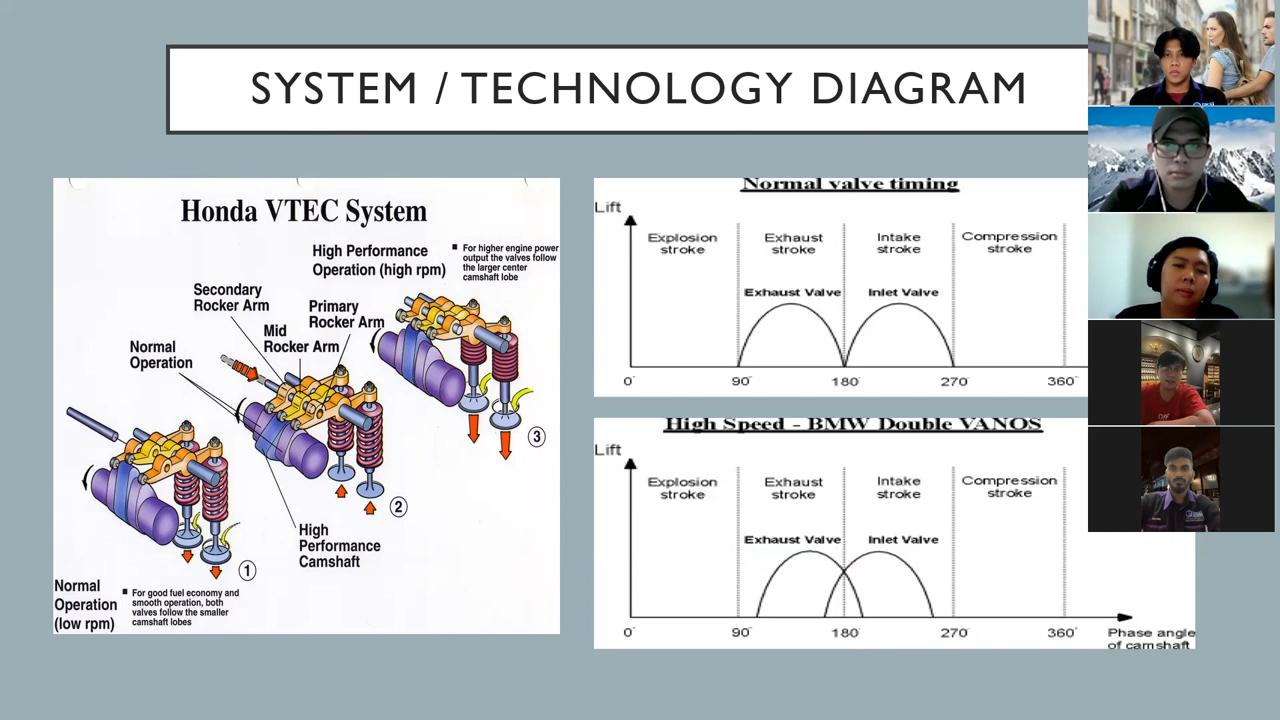 SYSTEM / TECHNOLOGY DIAGRAM
Honda VTEC System
High Performance
Operation (high rpm)
■ For higher engine power
output the valves follow
the larger center
camshaft lobe
Secondary
Rocker Arm
Primary
Rocker Arm
Mid
Rocker Arm
Normal
Operation
3
2
High
Performance
Camshaft
1
Normal
Operation
(low rpm)
■ For good fuel economy and
smooth operation, both
valves follow the smaller
camshaft lobes
Normal valve timing
Lift
Explosion
stroke
Exhaust
stroke
Intake
stroke
Compression
stroke
Exhaust Valve
Inlet Valve
0°
90°
180°
270°
360°
High Speed - BMW Double VANOS
Lift
Explosion
stroke
Exhaust
stroke
Intake
stroke
Compression
stroke
Exhaust Valve
Inlet Valve
0°
90°
180°
270°
360°
Phase angle
of camshaft